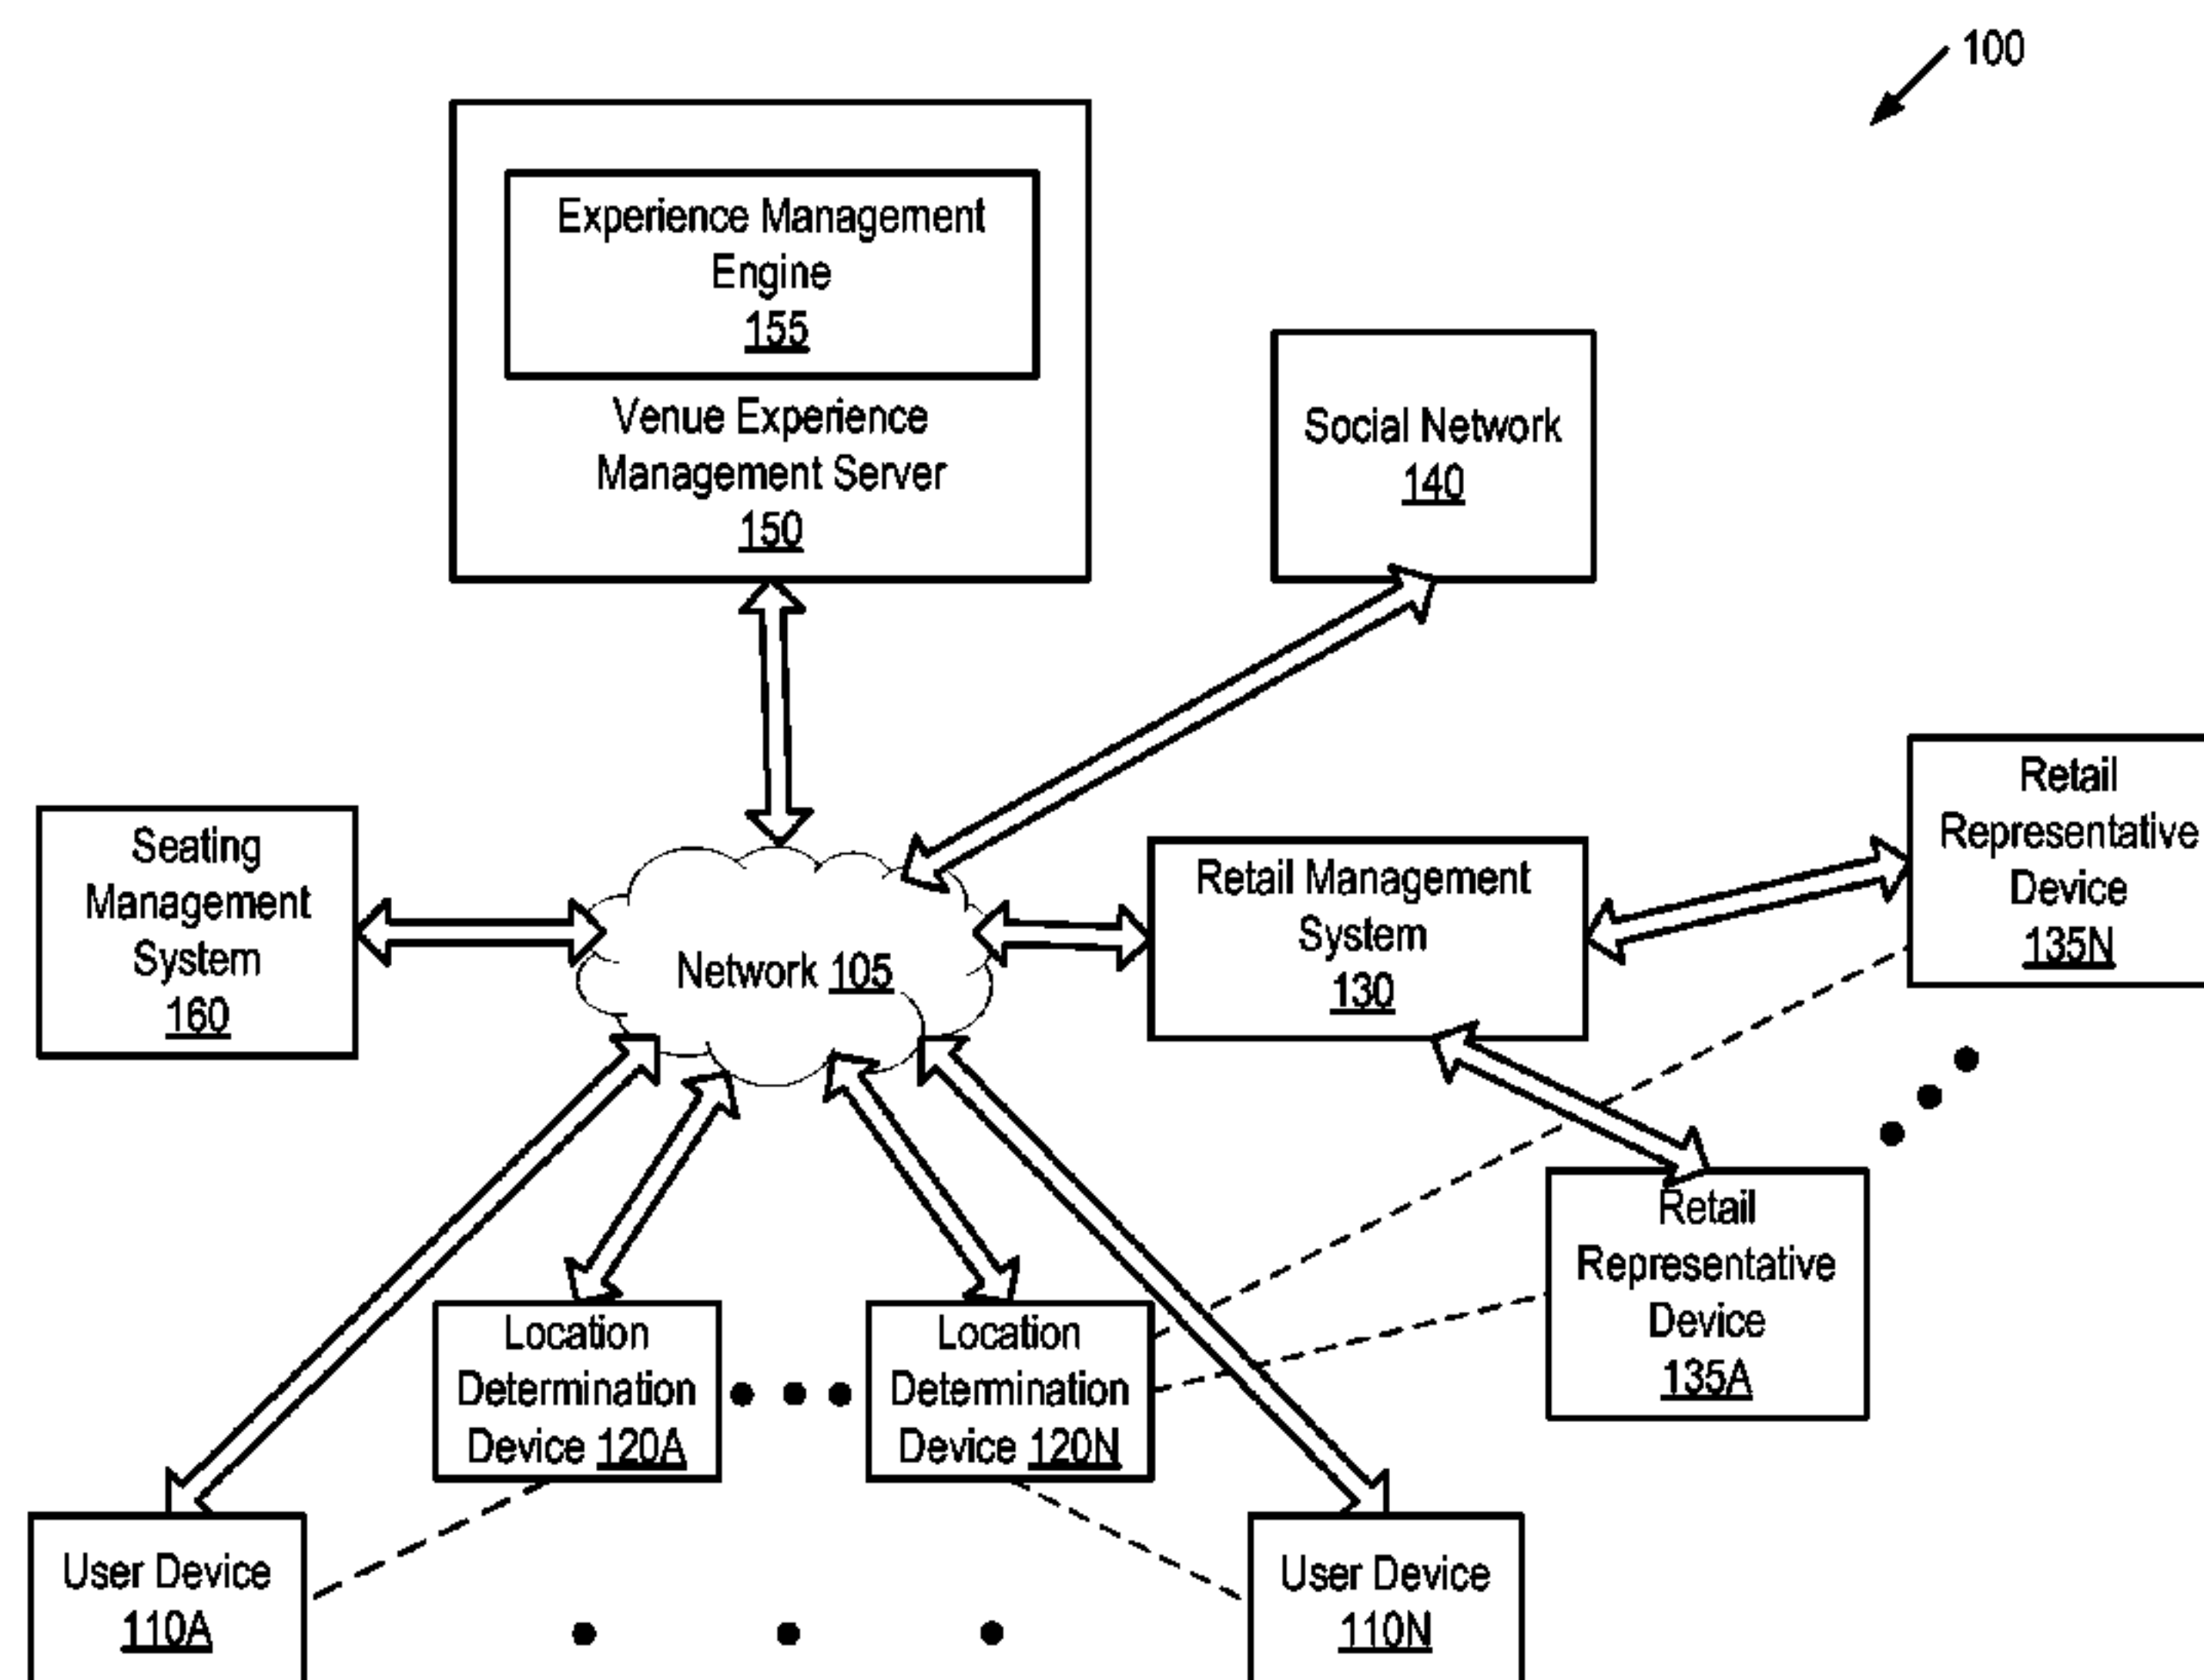 100
Experience Management
Engine
155
Venue Experience
Management Server
150
Social Network
140
Retail
Representative
Device
135N
Seating
Management
System
160
Retail Management
System
130
Network 105
Retail
Representative
Device
135A
Location
Determination
Device 120A
Location
Determination
Device 120N
User Device
110A
User Device
110N